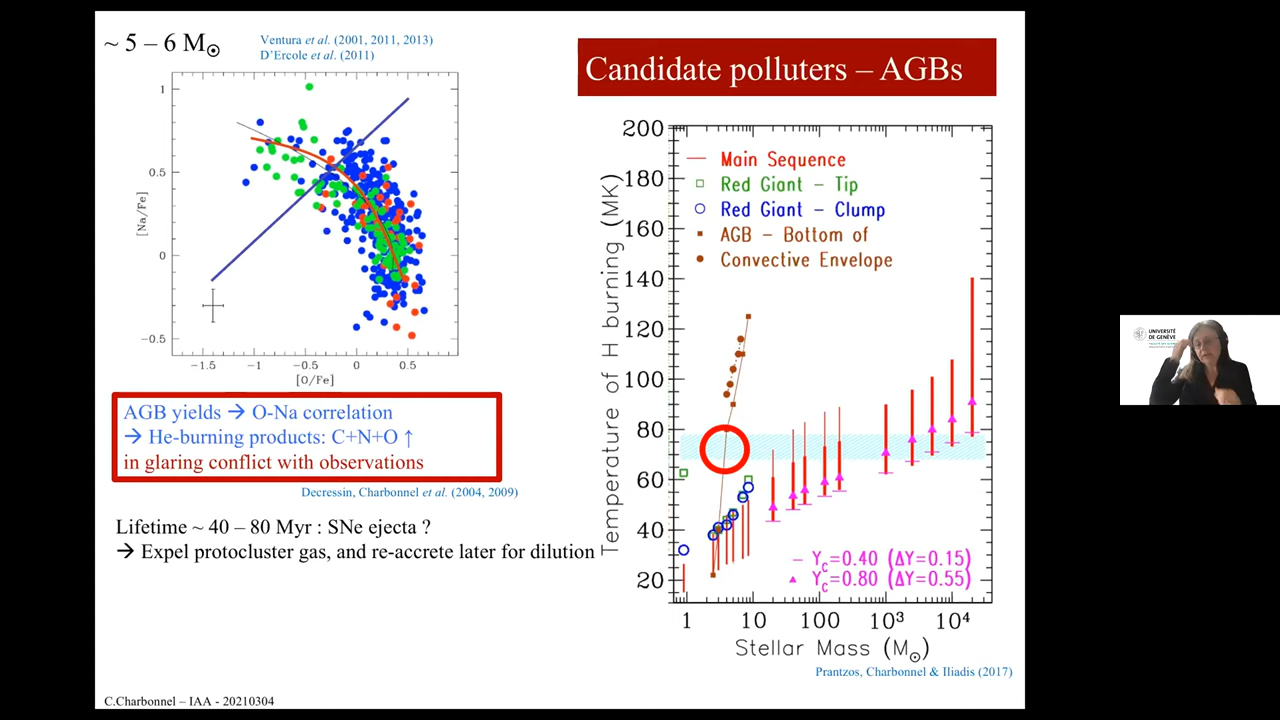 ~ 5 – 6 M☉
Ventura et al. (2001, 2011, 2013)
D'Ercole et al. (2011)
Candidate polluters – AGBs
1
0.5
0
−0.5
[Na/Fe]
−1.5
−1
−0.5
0
0.5
[O/Fe]
AGB yields → O-Na correlation
→ He-burning products: C+N+O ↑
in glaring conflict with observations
Decressin, Charbonnel et al. (2004, 2009)
Lifetime ~ 40 – 80 Myr : SNe ejecta ?
→ Expel protocluster gas, and re-accrete later for dilution
Temperature of H burning (MK)
200
180
160
140
120
100
80
60
40
20
Main Sequence
Red Giant – Tip
Red Giant – Clump
AGB – Bottom of
Convective Envelope
Yc=0.40 (ΔY=0.15)
Yc=0.80 (ΔY=0.55)
1
10
100
10³
10⁴
Stellar Mass (M☉)
Prantzos, Charbonnel & Iliadis (2017)
C.Charbonnel – IAA - 20210304
UNIVERSITÉ
DE GENÈVE